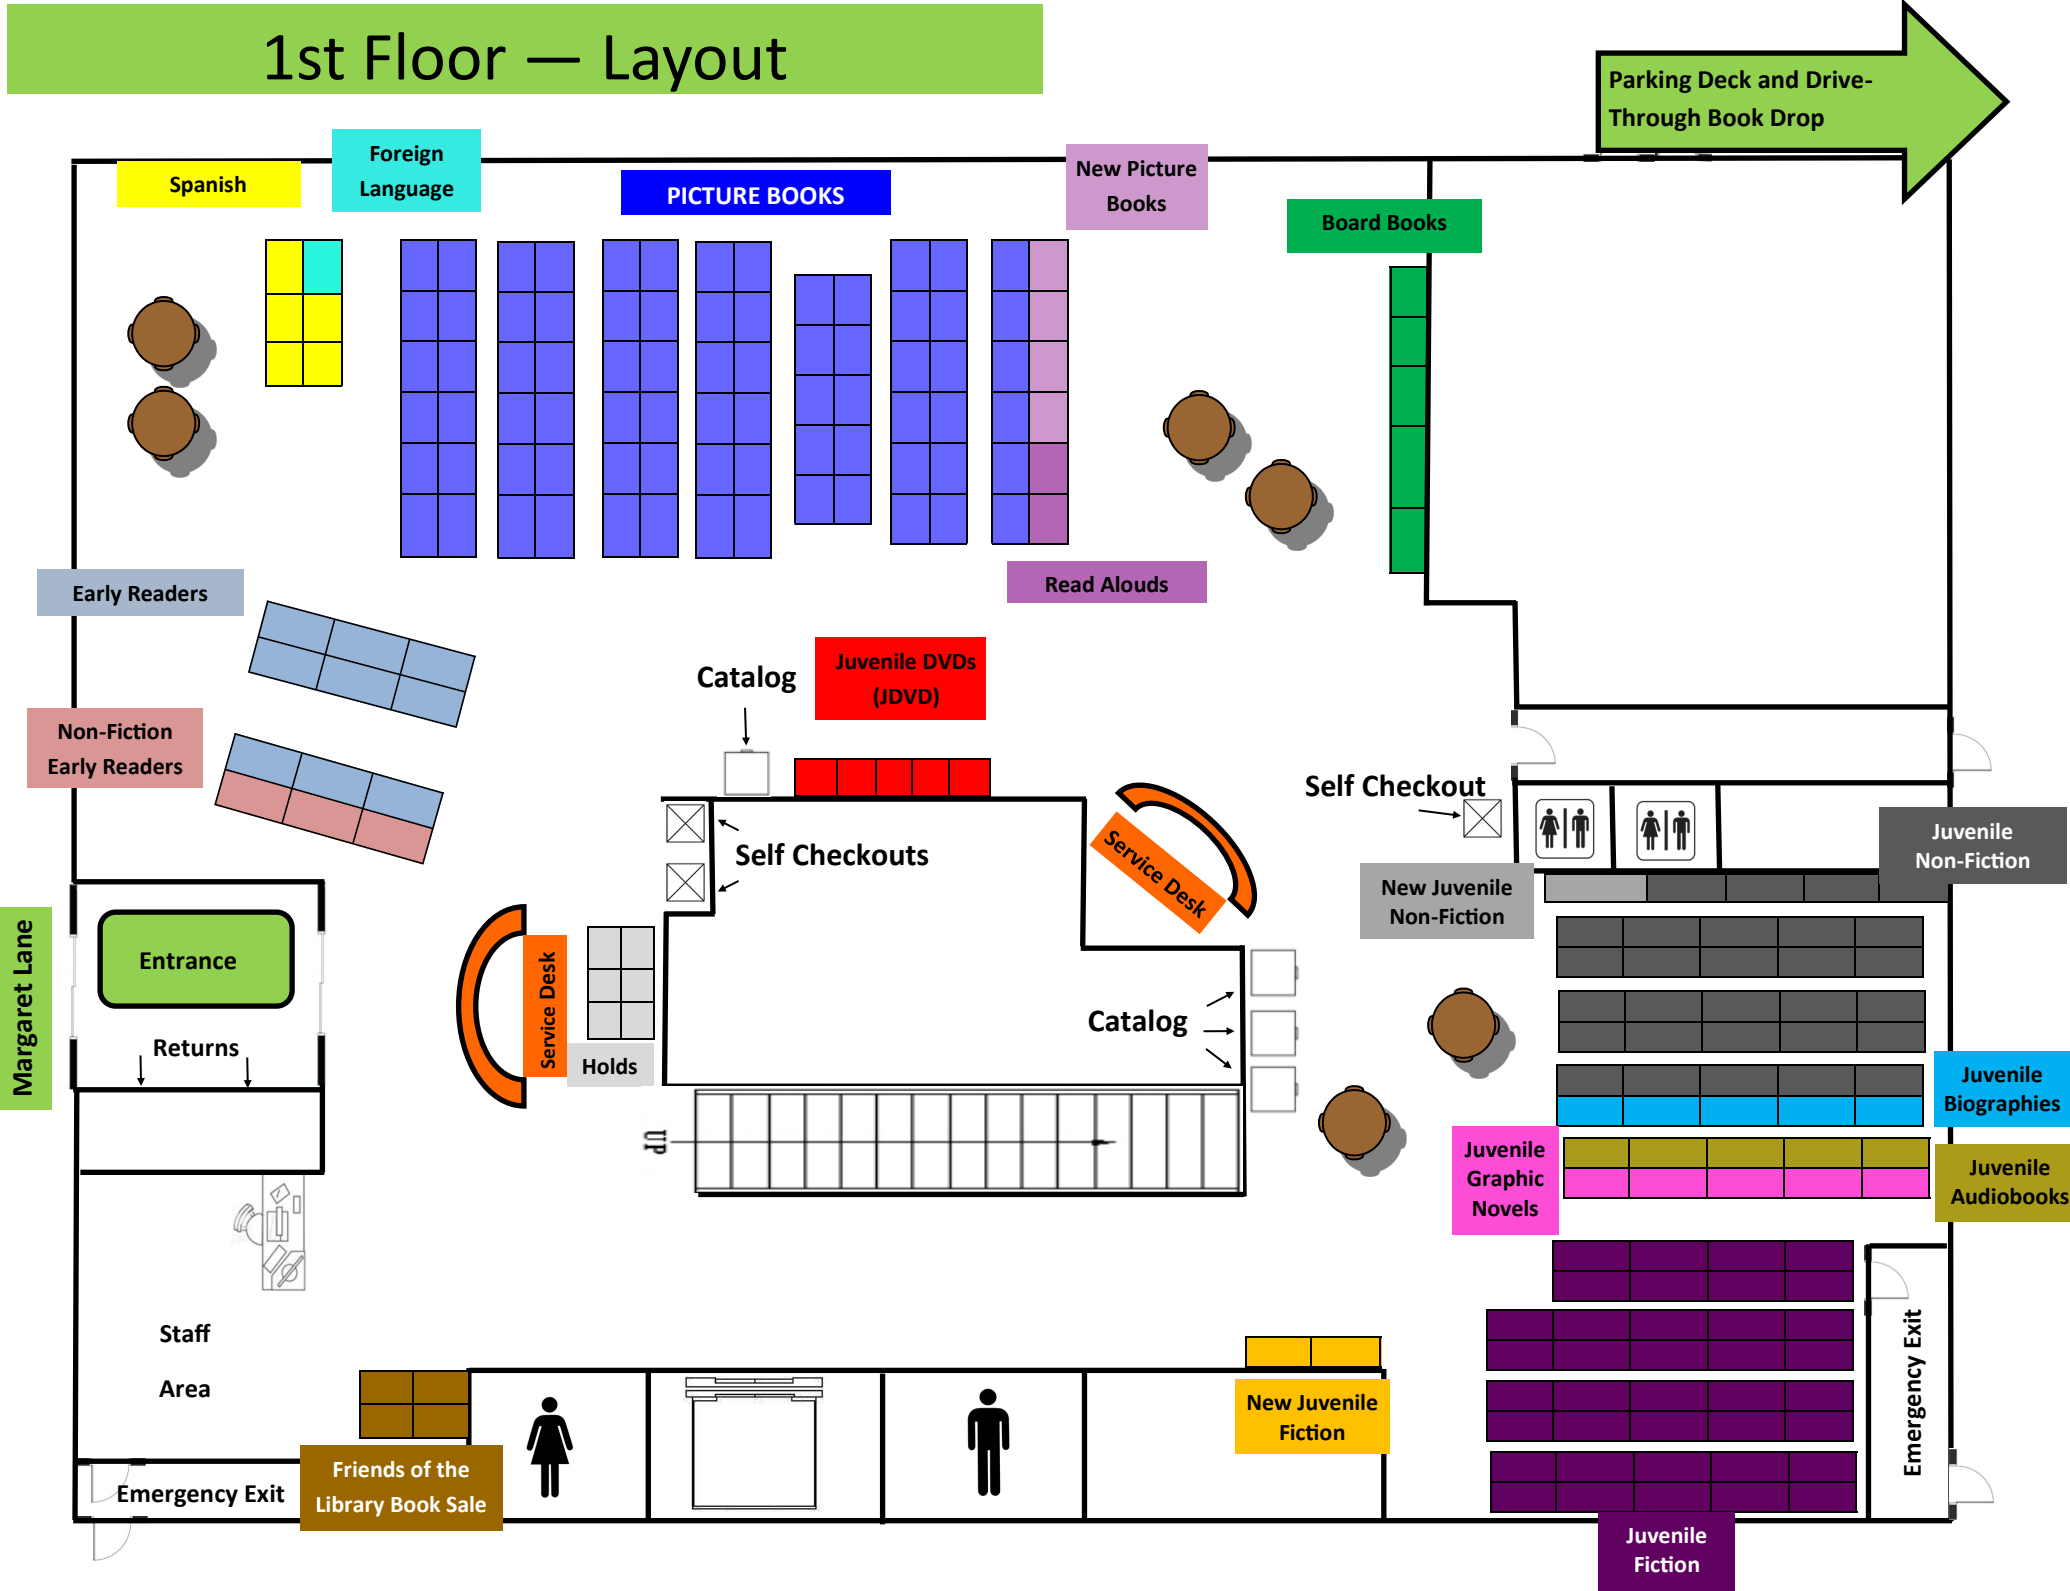 1st Floor — Layout
Parking Deck and Drive-
Through Book Drop
Spanish
Foreign
Language
PICTURE BOOKS
New Picture
Books
Board Books
Early Readers
Read Alouds
Non-Fiction
Early Readers
Catalog
Juvenile DVDs
(JDVD)
Self Checkouts
Service Desk
Self Checkout
Juvenile
Non-Fiction
New Juvenile
Non-Fiction
Margaret Lane
Entrance
Returns
Service Desk
Holds
Catalog
UP
Juvenile
Biographies
Juvenile
Graphic
Novels
Juvenile
Audiobooks
Staff
Area
Emergency Exit
Friends of the
Library Book Sale
New Juvenile
Fiction
Emergency Exit
Juvenile
Fiction